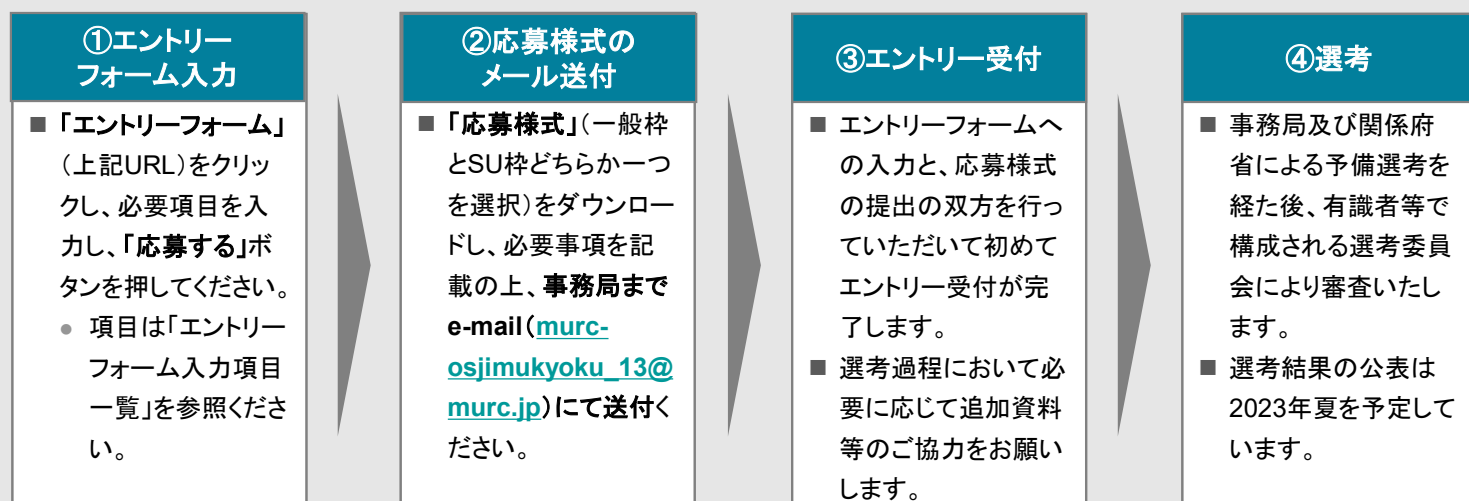 ①エントリー
フォーム入力
■ 「エントリーフォーム」
（上記URL）をクリッ
クし、必要項目を入
力し、「応募する」ボ
タンを押してください。
● 項目は「エントリー
フォーム入力項目
一覧」を参照くださ
い。
②応募様式の
メール送付
■ 「応募様式」（一般枠
とSU枠どちらか一つ
を選択）をダウンロー
ドし、必要事項を記
載の上、事務局まで
e-mail（murc-
osjimukyoku_13@
murc.jp）にて送付く
ださい。
③エントリー受付
■ エントリーフォームへ
の入力と、応募様式
の提出の双方を行っ
ていただいて初めて
エントリー受付が完
了します。
■ 選考過程において必
要に応じて追加資料
等のご協力をお願い
します。
④選考
■ 事務局及び関係府
省による予備選考を
経た後、有識者等で
構成される選考委員
会により審査いたし
ます。
■ 選考結果の公表は
2023年夏を予定して
います。